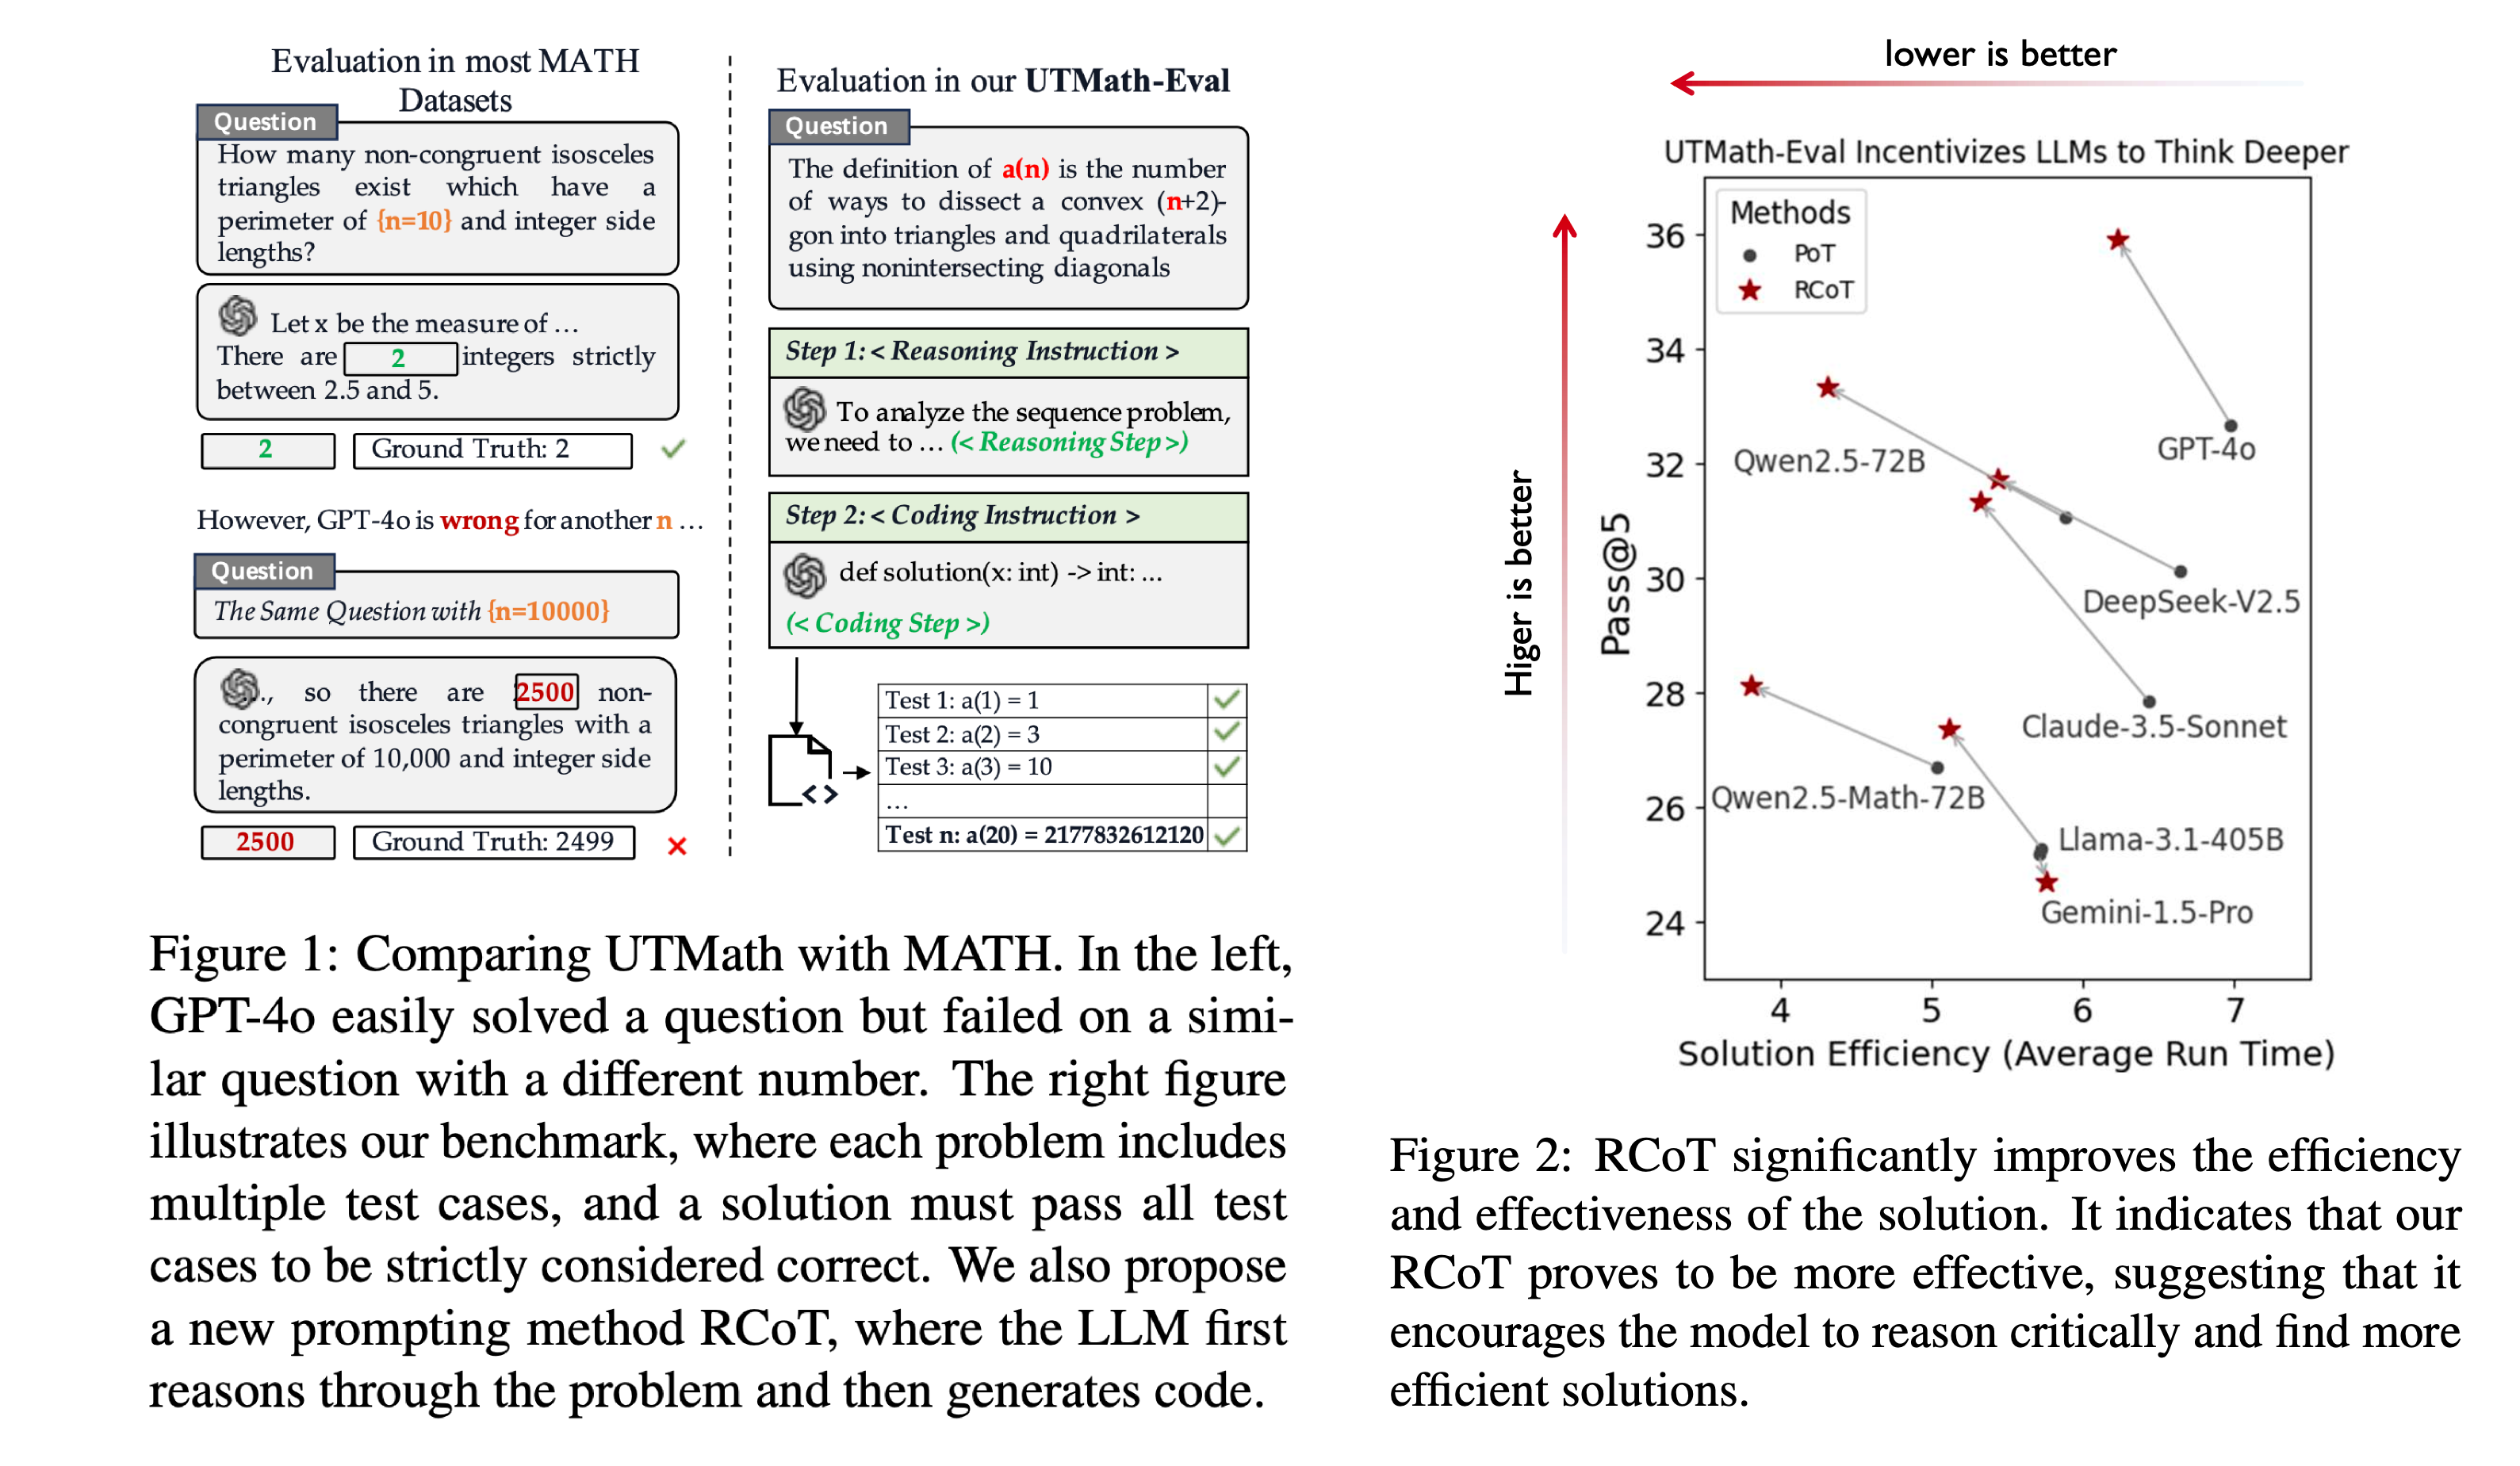 Evaluation in most MATH
Datasets
Question
How many non-congruent isosceles
triangles exist which have a
perimeter of {n=10} and integer side
lengths?
Let x be the measure of ...
There are 2 integers strictly
between 2.5 and 5.
2
Ground Truth: 2
However, GPT-4o is wrong for another n ...
Question
The Same Question with {n=10000}
..., so there are 2500 non-
congruent isosceles triangles with a
perimeter of 10,000 and integer side
lengths.
2500
Ground Truth: 2499
Evaluation in our UTMath-Eval
Question
The definition of a(n) is the number
of ways to dissect a convex (n+2)-
gon into triangles and quadrilaterals
using nonintersecting diagonals
Step 1: < Reasoning Instruction >
To analyze the sequence problem,
we need to ... (< Reasoning Step >)
Step 2: < Coding Instruction >
def solution(x: int) -> int: ...
(< Coding Step >)
<>
Test 1: a(1) = 1
Test 2: a(2) = 3
Test 3: a(3) = 10
...
Test n: a(20) = 2177832612120
Figure 1: Comparing UTMath with MATH. In the left,
GPT-4o easily solved a question but failed on a simi-
lar question with a different number. The right figure
illustrates our benchmark, where each problem includes
multiple test cases, and a solution must pass all test
cases to be strictly considered correct. We also propose
a new prompting method RCoT, where the LLM first
reasons through the problem and then generates code.
lower is better
UTMath-Eval Incentivizes LLMs to Think Deeper
Higer is better
Pass@5
36
34
32
30
28
26
24
Methods
PoT
RCoT
GPT-4o
Qwen2.5-72B
DeepSeek-V2.5
Claude-3.5-Sonnet
Qwen2.5-Math-72B
Llama-3.1-405B
Gemini-1.5-Pro
4
5
6
7
Solution Efficiency (Average Run Time)
Figure 2: RCoT significantly improves the efficiency
and effectiveness of the solution. It indicates that our
RCoT proves to be more effective, suggesting that it
encourages the model to reason critically and find more
efficient solutions.